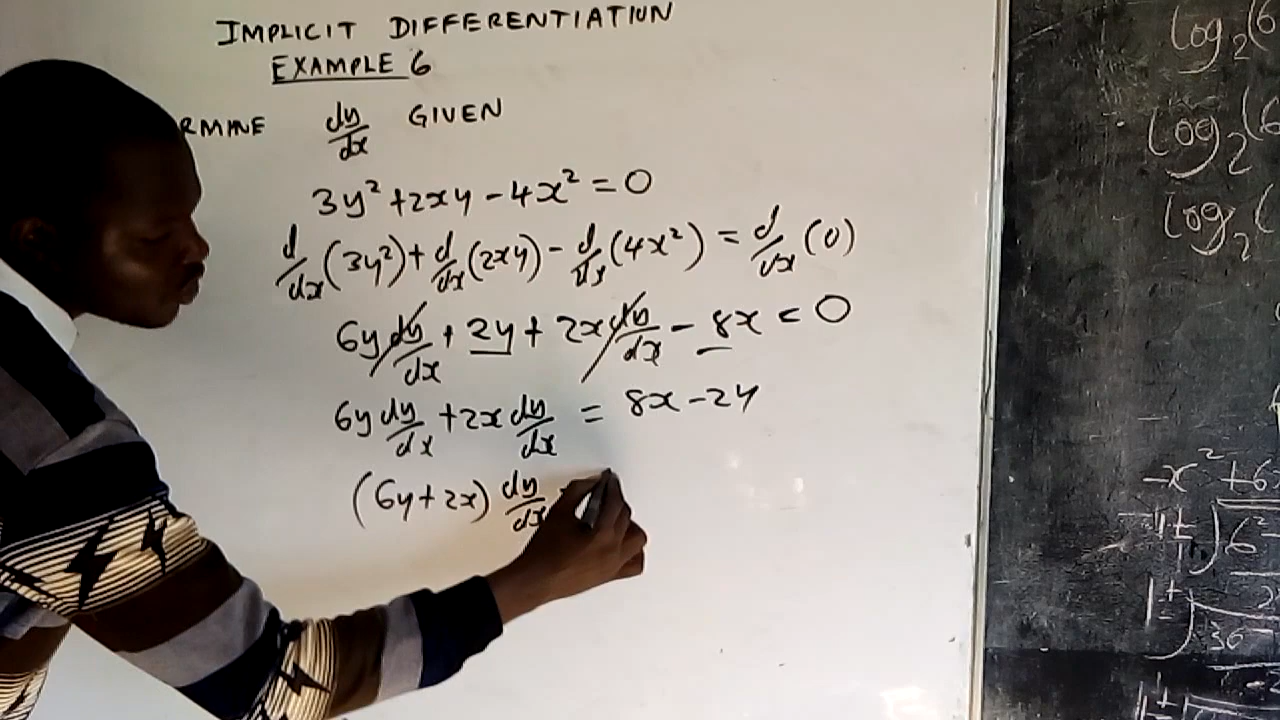 IMPLICIT DIFFERENTIATION
EXAMPLE 6
RMINE dy/dx GIVEN
3y² + 2xy - 4x² = 0
d/dx (3y²) + d/dx (2xy) - d/dx (4x²) = d/dx (0)
6y dy/dx + 2y + 2x dy/dx - 8x = 0
6y dy/dx + 2x dy/dx = 8x - 2y
(6y + 2x) dy/dx
log₂(6
log₂(6
log₂(
-x² + 6